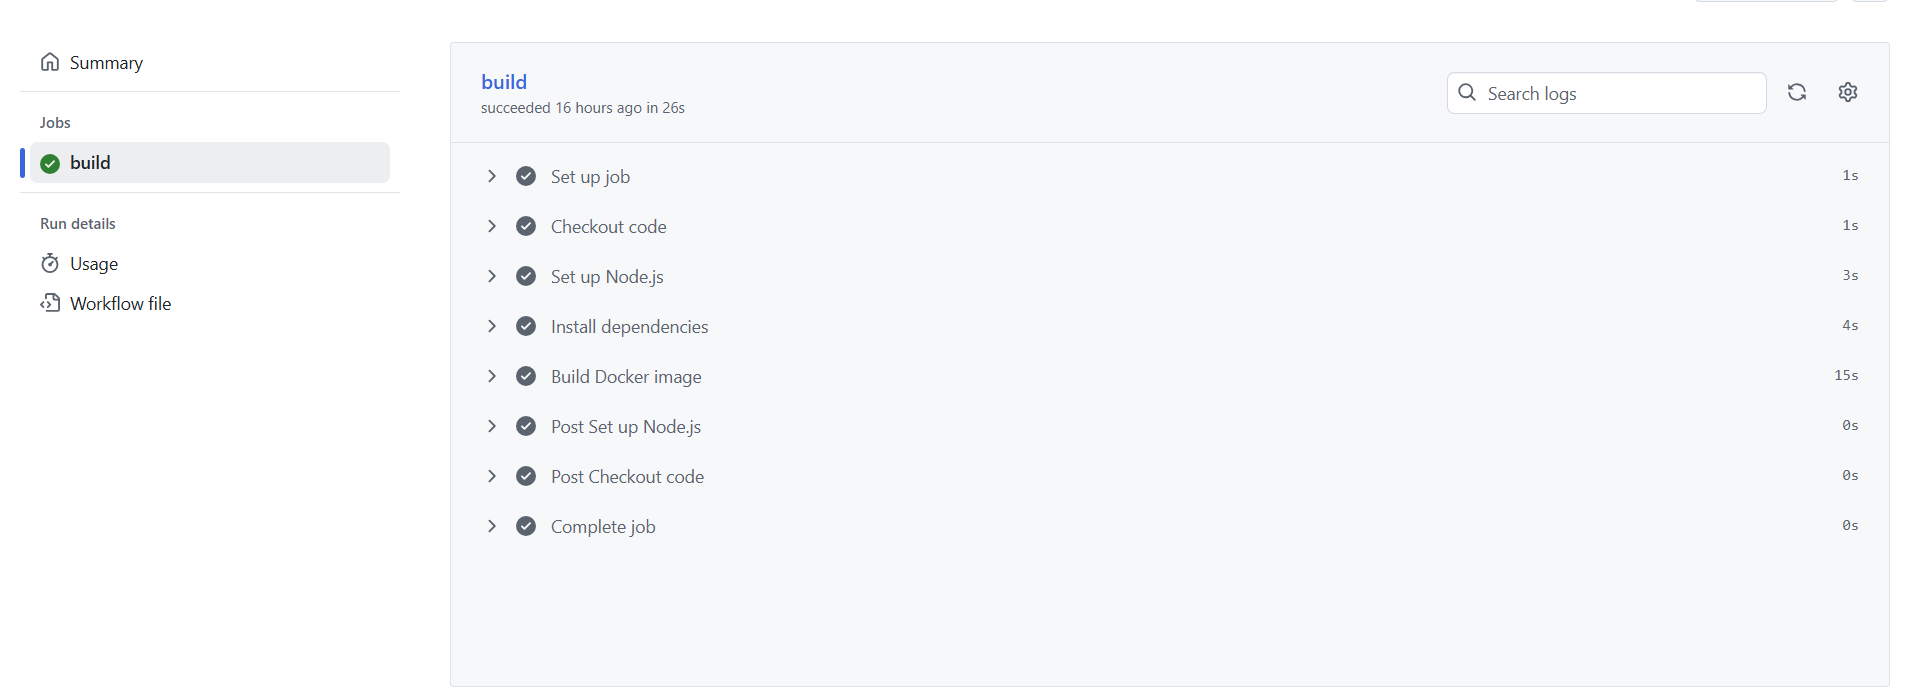 Summary
Jobs
build
Run details
Usage
Workflow file
build
succeeded 16 hours ago in 26s
Search logs
Set up job 1s
Checkout code 1s
Set up Node.js 3s
Install dependencies 4s
Build Docker image 15s
Post Set up Node.js 0s
Post Checkout code 0s
Complete job 0s